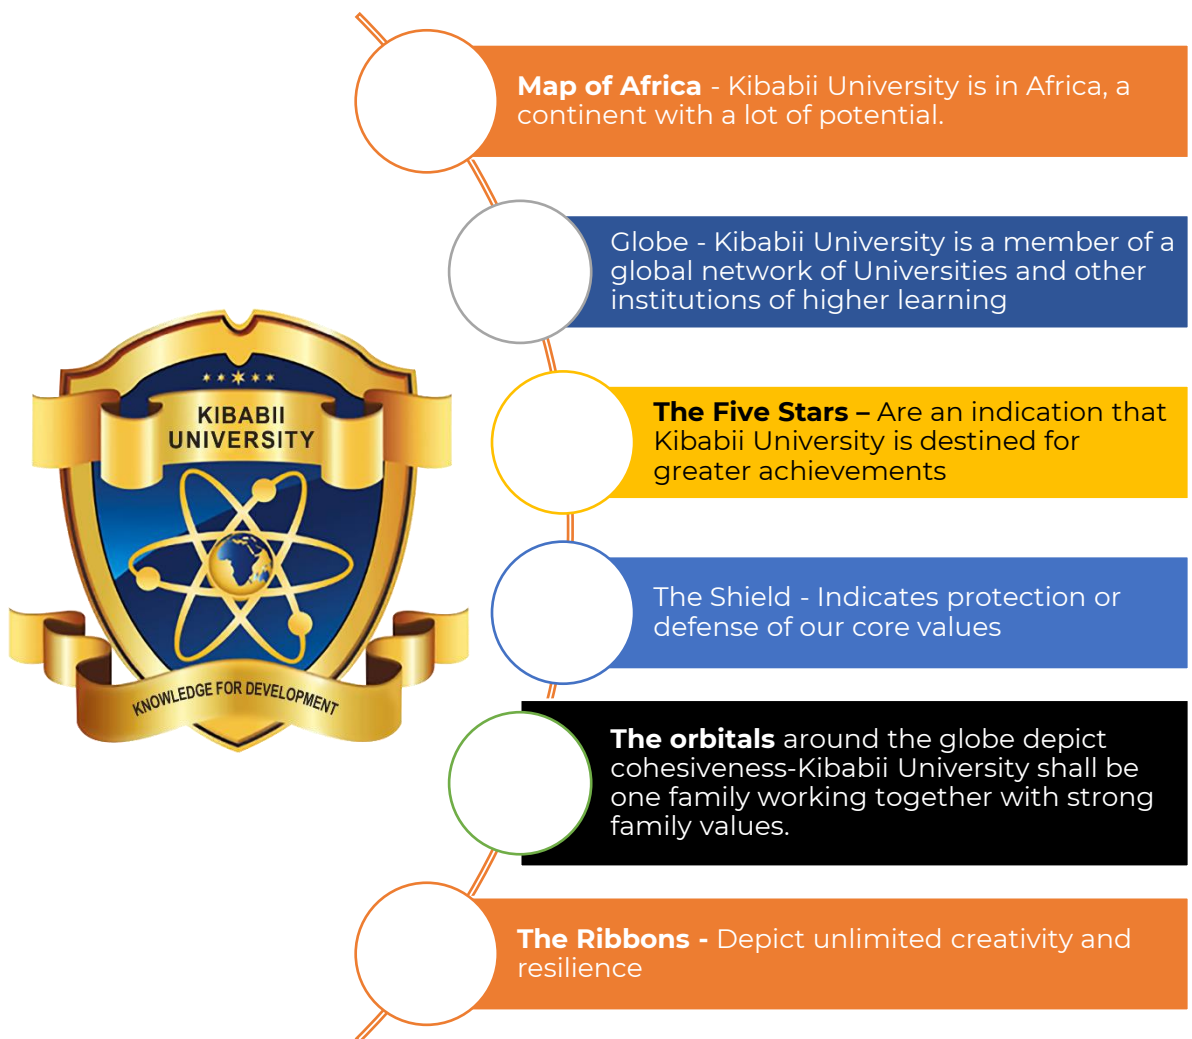 Map of Africa - Kibabii University is in Africa, a
continent with a lot of potential.
Globe - Kibabii University is a member of a
global network of Universities and other
institutions of higher learning
KIBABII
UNIVERSITY
KNOWLEDGE FOR DEVELOPMENT
The Five Stars – Are an indication that
Kibabii University is destined for
greater achievements
The Shield - Indicates protection or
defense of our core values
The orbitals around the globe depict
cohesiveness-Kibabii University shall be
one family working together with strong
family values.
The Ribbons - Depict unlimited creativity and
resilience